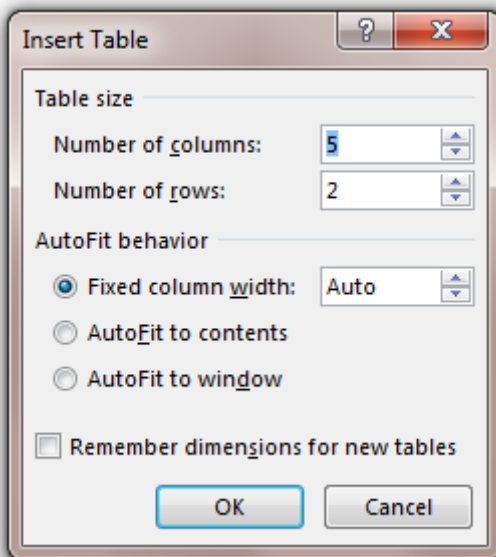 Insert Table
?
Table size
Number of columns: 5
Number of rows: 2
AutoFit behavior
Fixed column width: Auto
AutoFit to contents
AutoFit to window
Remember dimensions for new tables
OK Cancel